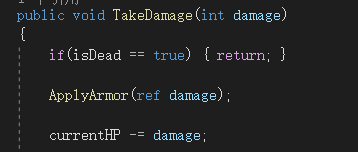 public void TakeDamage(int damage)
{
if(isDead == true) { return; }
ApplyArmor(ref damage);
currentHP -= damage;